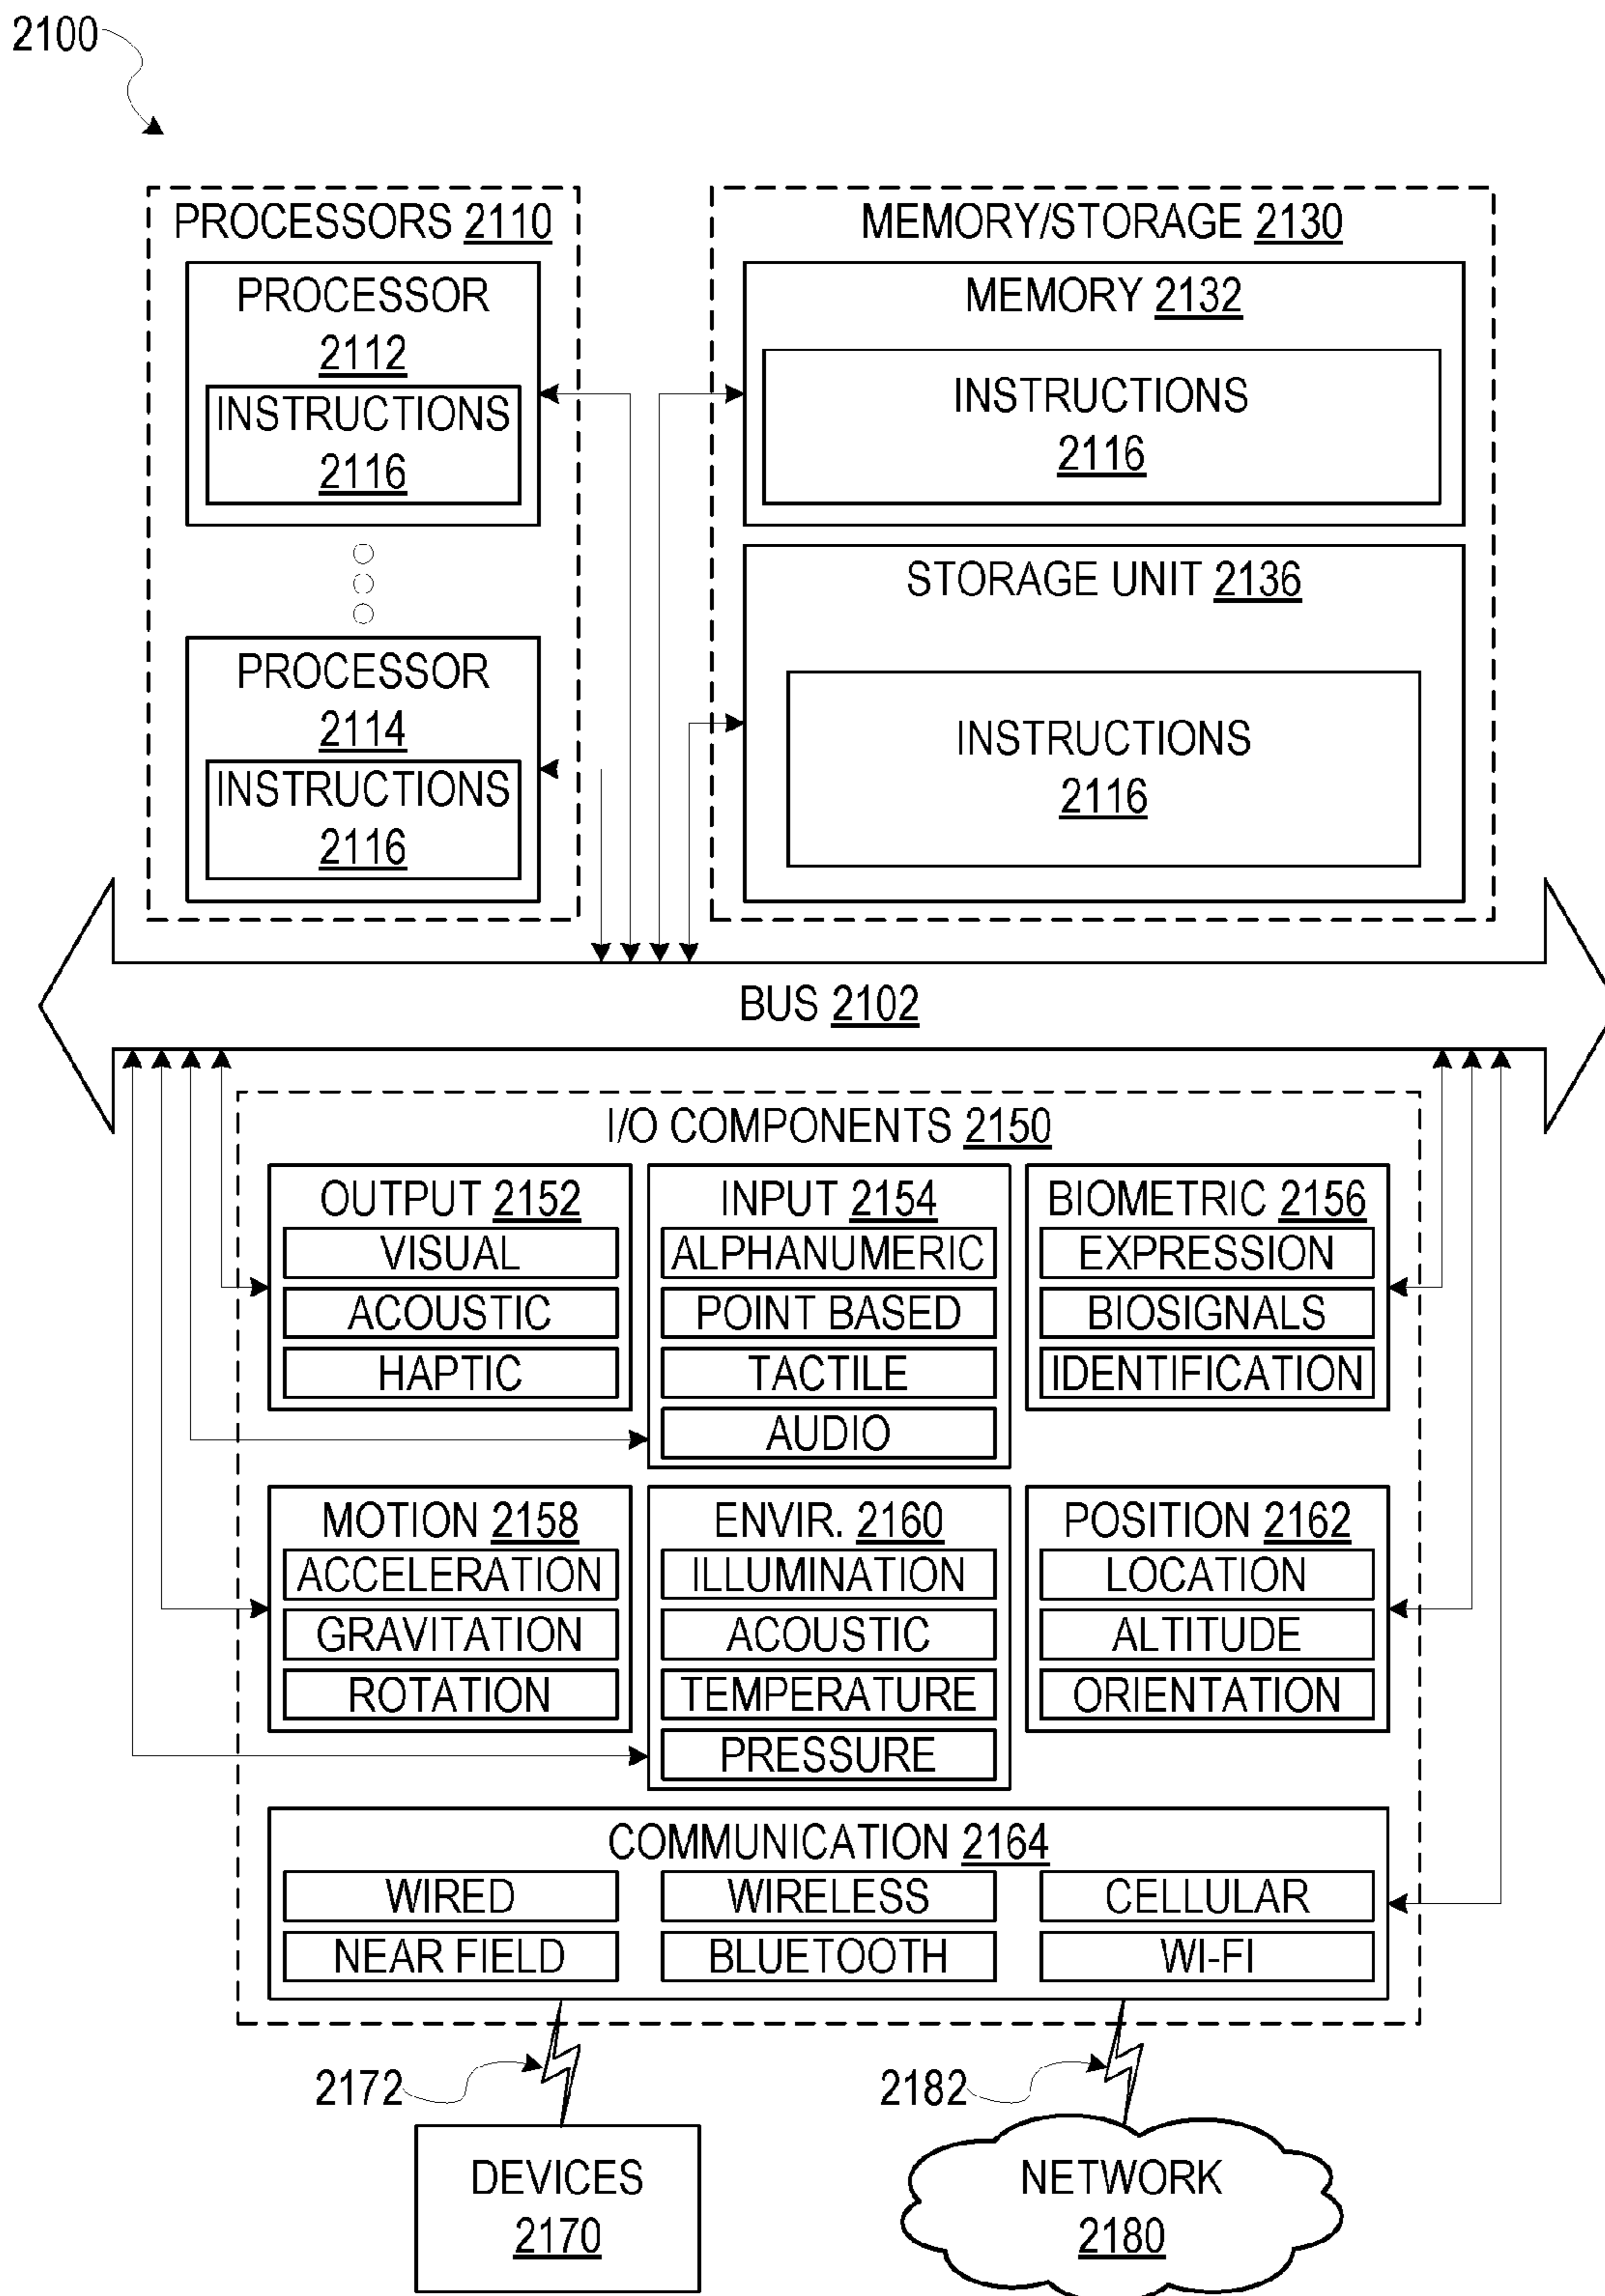 2100
PROCESSORS 2110
PROCESSOR
2112
INSTRUCTIONS
2116
PROCESSOR
2114
INSTRUCTIONS
2116
MEMORY/STORAGE 2130
MEMORY 2132
INSTRUCTIONS
2116
STORAGE UNIT 2136
INSTRUCTIONS
2116
BUS 2102
I/O COMPONENTS 2150
OUTPUT 2152
VISUAL
ACOUSTIC
HAPTIC
INPUT 2154
ALPHANUMERIC
POINT BASED
TACTILE
AUDIO
BIOMETRIC 2156
EXPRESSION
BIOSIGNALS
IDENTIFICATION
MOTION 2158
ACCELERATION
GRAVITATION
ROTATION
ENVIR. 2160
ILLUMINATION
ACOUSTIC
TEMPERATURE
PRESSURE
POSITION 2162
LOCATION
ALTITUDE
ORIENTATION
COMMUNICATION 2164
WIRED
WIRELESS
CELLULAR
NEAR FIELD
BLUETOOTH
WI-FI
2172
2182
DEVICES
2170
NETWORK
2180